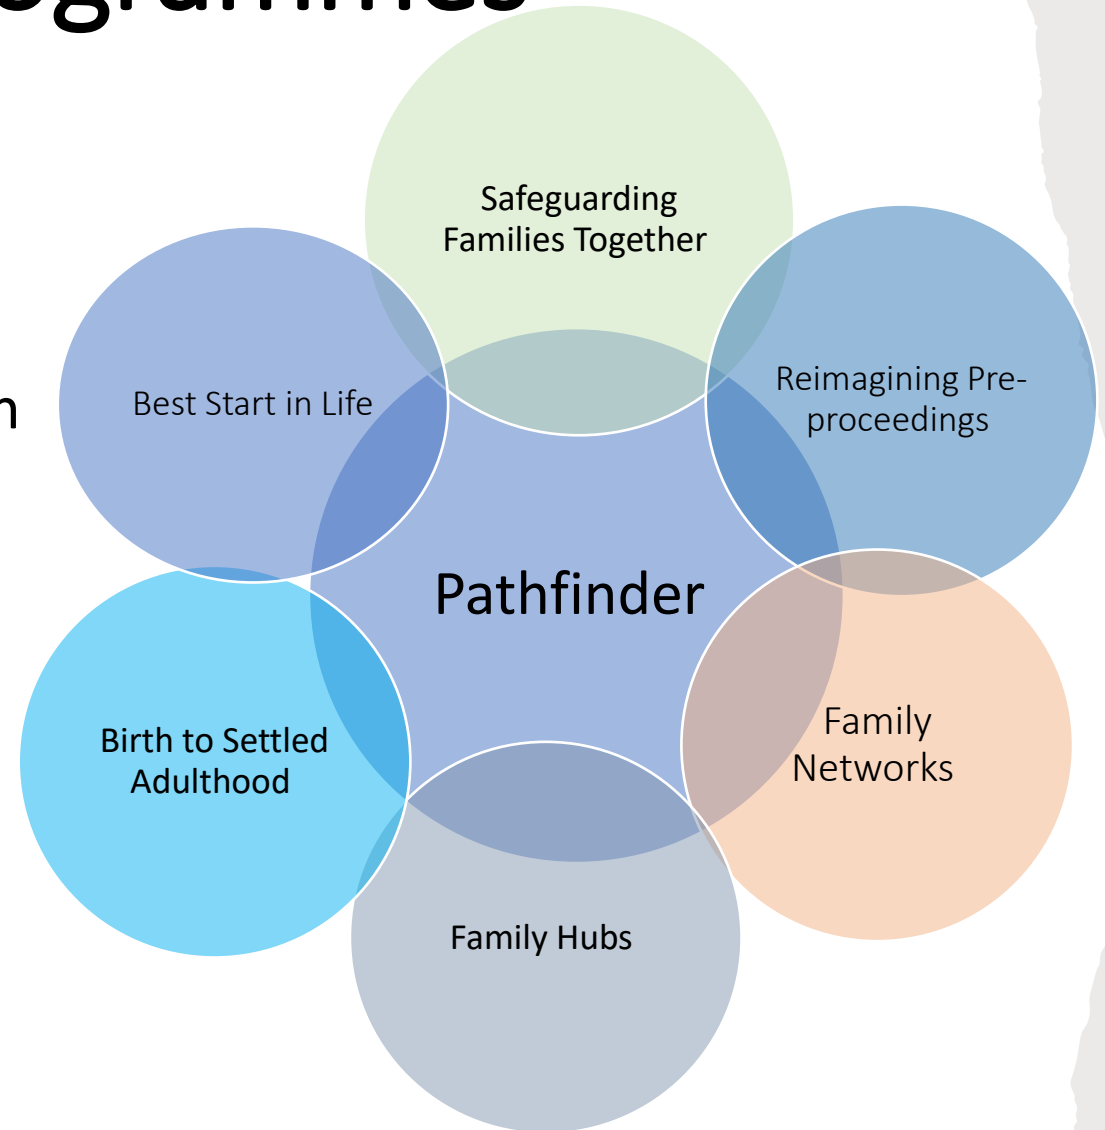 Safeguarding
Families Together
Reimagining Pre-
proceedings
Best Start in Life
Pathfinder
Family
Networks
Birth to Settled
Adulthood
Family Hubs